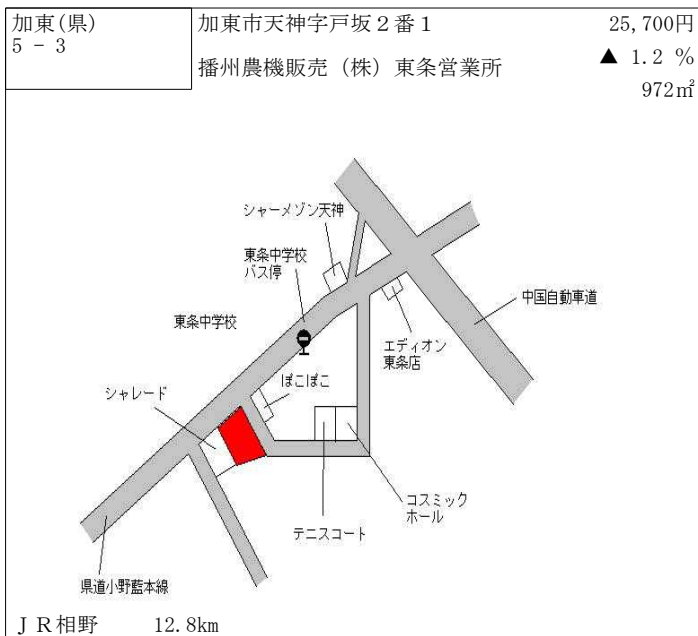 加東(県)
5 - 3
加東市天神字戸坂２番１
播州農機販売（株）東条営業所
25,700円
▲ 1.2 %
972㎡
シャーメゾン天神
東条中学校
バス停
中国自動車道
東条中学校
エディオン
東条店
ぽこぽこ
シャレード
コスミック
ホール
テニスコート
県道小野藍本線
ＪＲ相野 12.8km